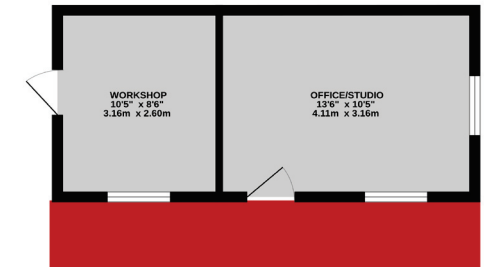 WORKSHOP
10'5" x 8'6"
3.16m x 2.60m
OFFICE/STUDIO
13'6" x 10'5"
4.11m x 3.16m